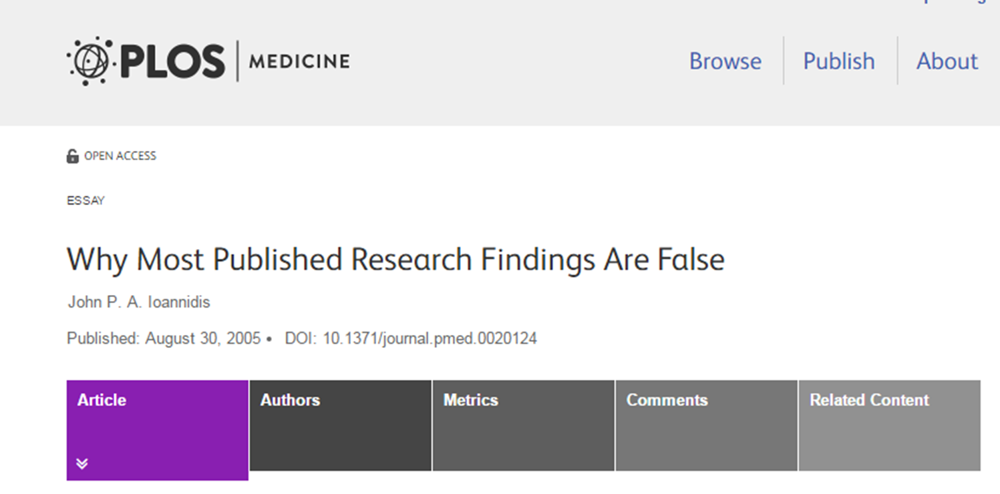 PLOS MEDICINE
Browse Publish About
OPEN ACCESS
ESSAY
Why Most Published Research Findings Are False
John P. A. Ioannidis
Published: August 30, 2005 • DOI: 10.1371/journal.pmed.0020124
Article Authors Metrics Comments Related Content